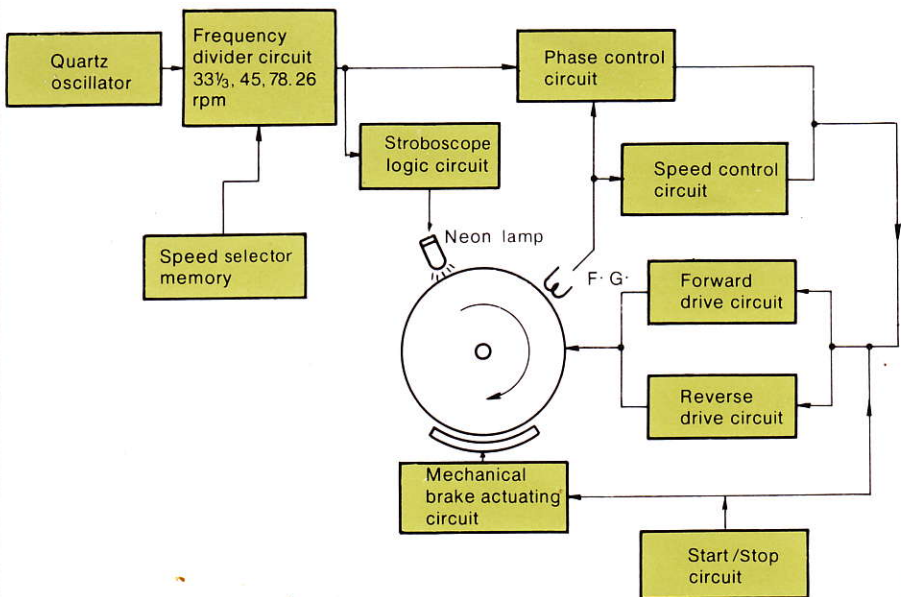 Quartz
oscillator
Frequency
divider circuit
33⅓, 45, 78.26
rpm
Phase control
circuit
Stroboscope
logic circuit
Speed control
circuit
Speed selector
memory
Neon lamp
F· G·
Forward
drive circuit
Reverse
drive circuit
Mechanical
brake actuating
circuit
Start/Stop
circuit